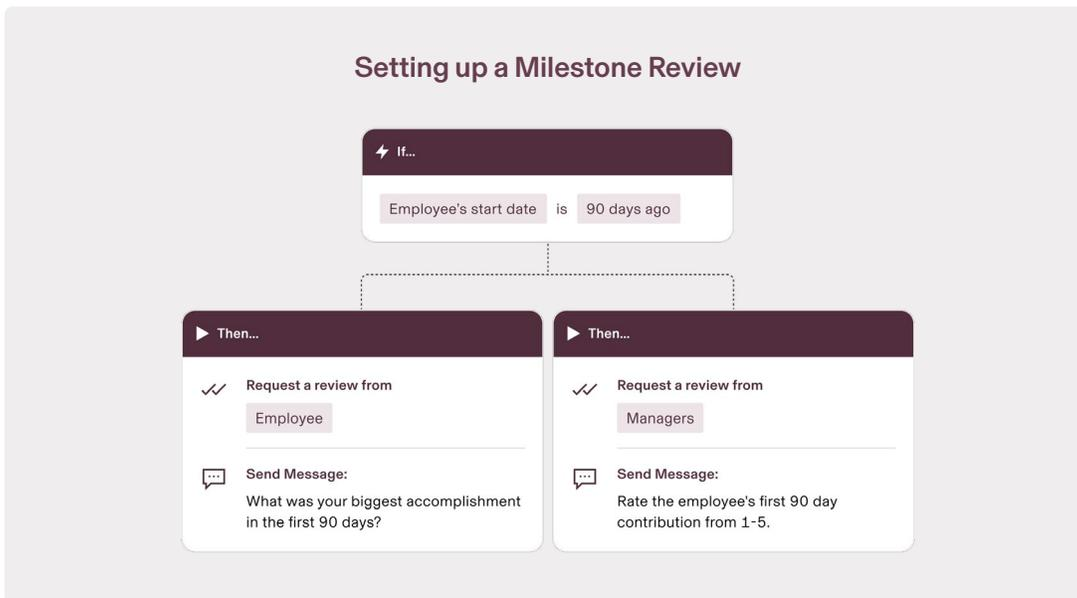 Setting up a Milestone Review
If...
Employee's start date is 90 days ago
Then...
Request a review from
Employee
Send Message:
What was your biggest accomplishment
in the first 90 days?
Then...
Request a review from
Managers
Send Message:
Rate the employee's first 90 day
contribution from 1-5.